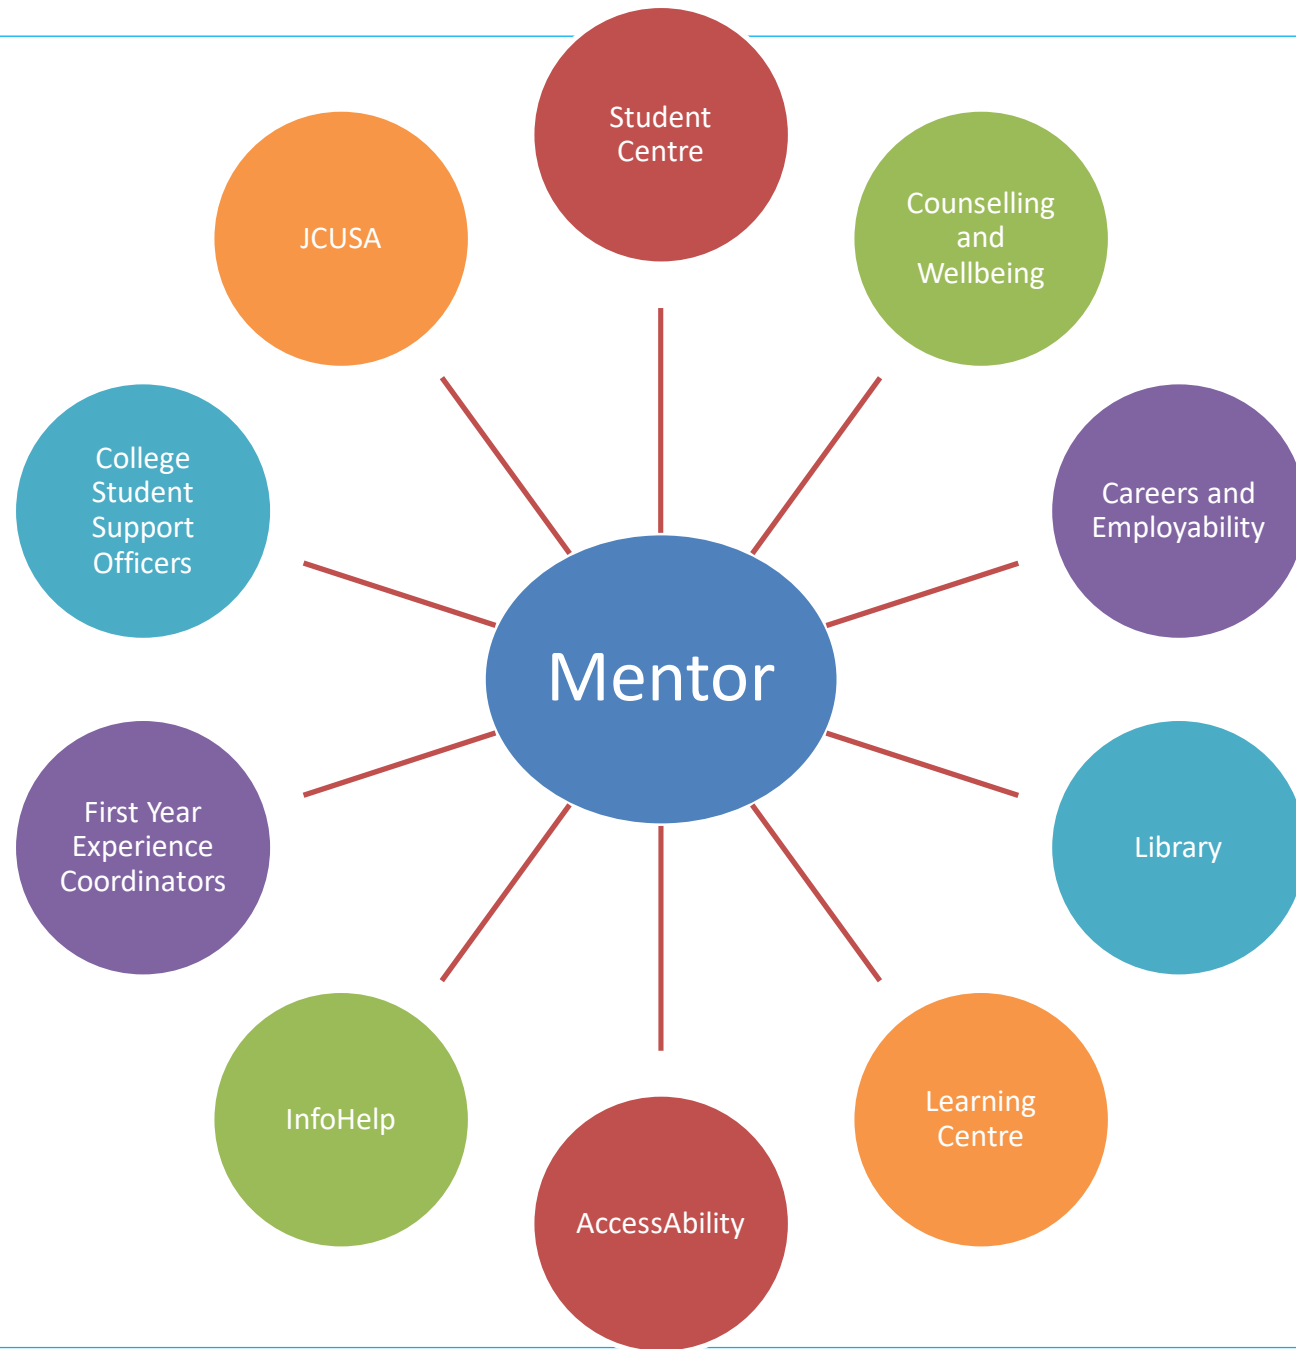 Student
Centre
Counselling
and
Wellbeing
Careers and
Employability
Library
Learning
Centre
AccessAbility
InfoHelp
First Year
Experience
Coordinators
College
Student
Support
Officers
JCUSA
Mentor